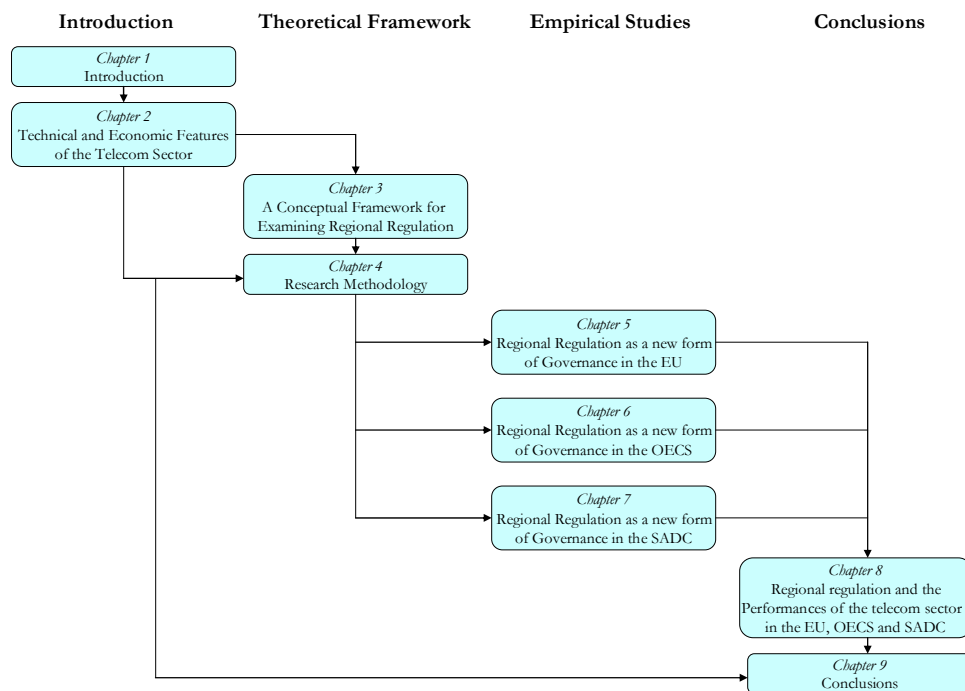 Introduction
Theoretical Framework
Empirical Studies
Conclusions
Chapter 1
Introduction
Chapter 2
Technical and Economic Features
of the Telecom Sector
Chapter 3
A Conceptual Framework for
Examining Regional Regulation
Chapter 4
Research Methodology
Chapter 5
Regional Regulation as a new form
of Governance in the EU
Chapter 6
Regional Regulation as a new form
of Governance in the OECS
Chapter 7
Regional Regulation as a new form
of Governance in the SADC
Chapter 8
Regional regulation and the
Performances of the telecom sector
in the EU, OECS and SADC
Chapter 9
Conclusions